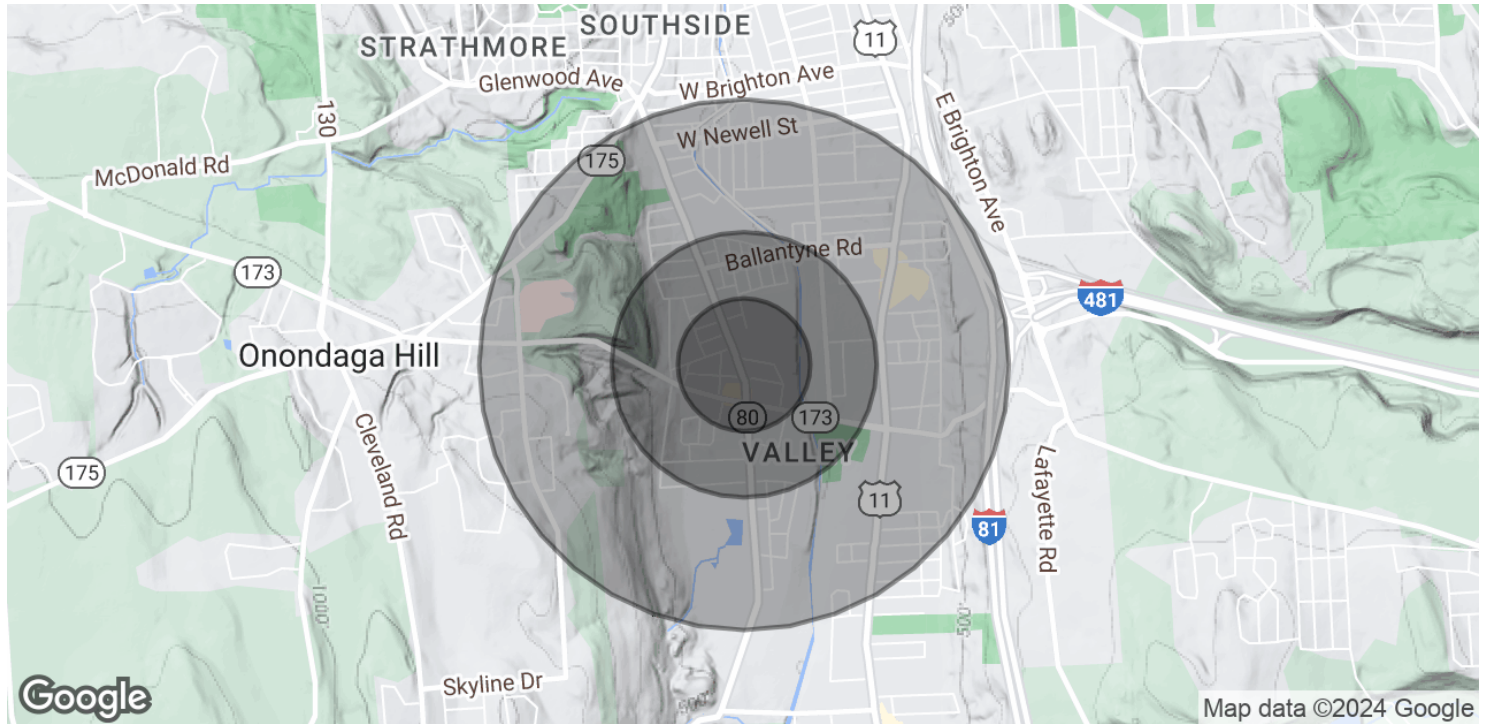 SOUTHSIDE
STRATHMORE
11
Glenwood Ave
W Brighton Ave
130
E Brighton Ave
W Newell St
McDonald Rd
175
Ballantyne Rd
173
481
Onondaga Hill
80
173
VALLEY
Cleveland Rd
175
Lafayette Rd
11
81
1000'
500'
500'
500'
Skyline Dr
Google
Map data ©2024 Google